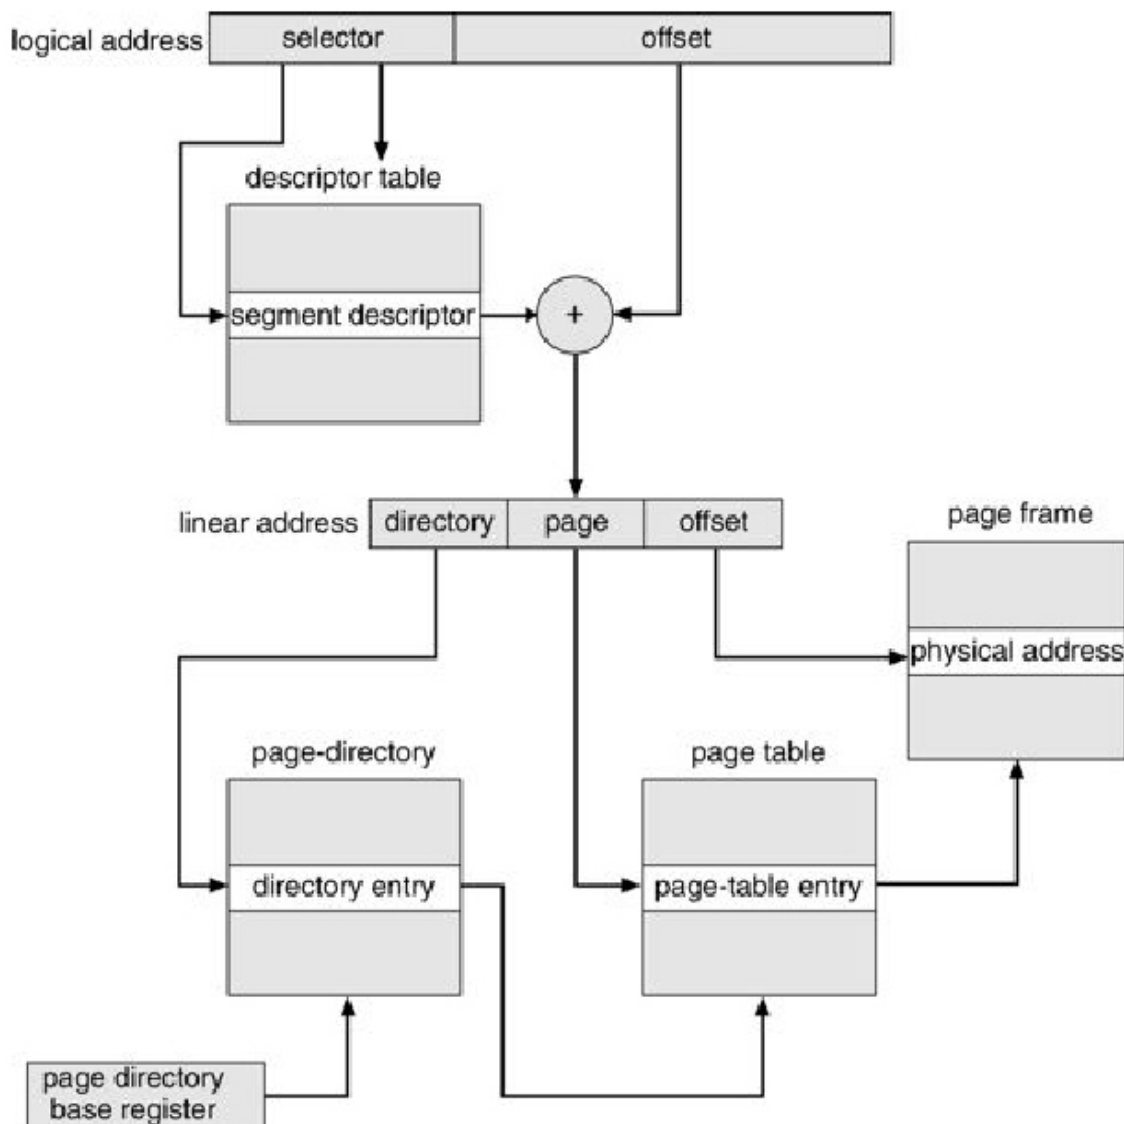 logical address
selector
offset
descriptor table
segment descriptor
+
linear address
directory
page
offset
page frame
physical address
page-directory
page table
directory entry
page-table entry
page directory
base register